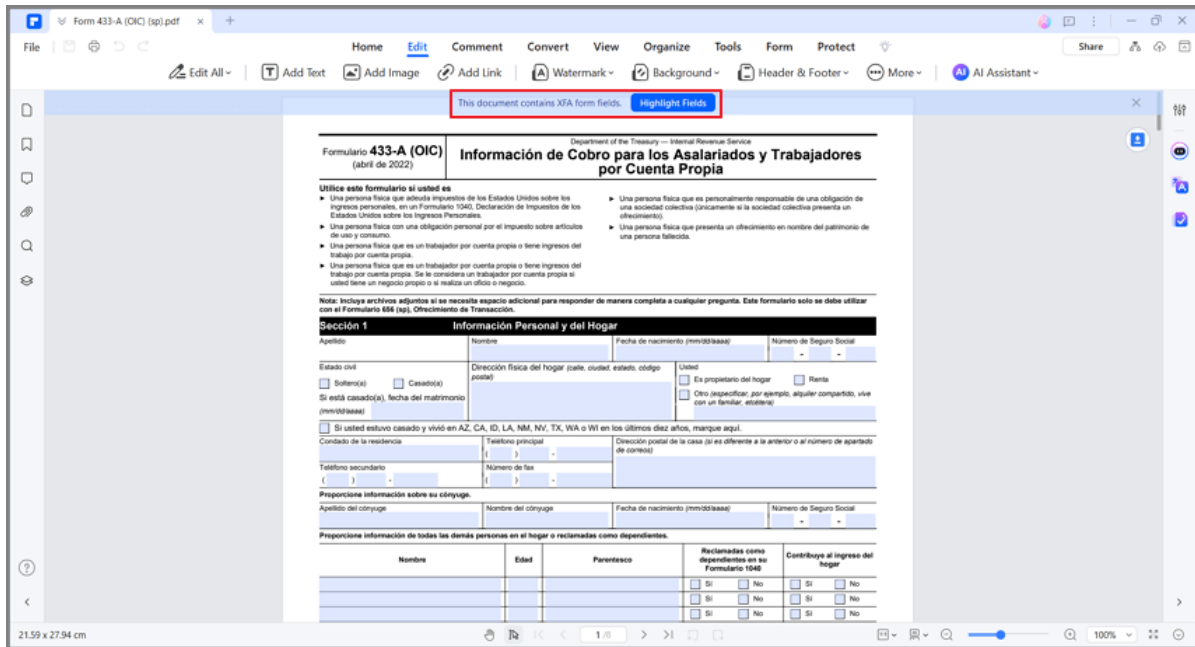 Form 433-A (OIC) (sp).pdf
File
Home Edit Comment Convert View Organize Tools Form Protect
Share
Edit All
Add Text
Add Image
Add Link
Watermark
Background
Header & Footer
More
AI AI Assistant
This document contains XFA form fields. Highlight Fields
Department of the Treasury — Internal Revenue Service
Formulario 433-A (OIC)
(abril de 2022)
Información de Cobro para los Asalariados y Trabajadores
por Cuenta Propia
Utilice este formulario si usted es
► Una persona física que adeuda impuestos de los Estados Unidos sobre los
ingresos personales, en un Formulario 1040, Declaración de Impuestos de los
Estados Unidos sobre los Ingresos Personales.
► Una persona física con una obligación personal por el impuesto sobre artículos
de uso y consumo.
► Una persona física que es un trabajador por cuenta propia o tiene ingresos del
trabajo por cuenta propia.
► Una persona física que es un trabajador por cuenta propia o tiene ingresos del
trabajo por cuenta propia. Se le considera un trabajador por cuenta propia si
usted tiene un negocio propio o si realiza un oficio o negocio.
► Una persona física que es personalmente responsable de una obligación de
una sociedad colectiva (únicamente si la sociedad colectiva presenta un
ofrecimiento).
► Una persona física que presenta un ofrecimiento en nombre del patrimonio de
una persona fallecida.
Nota: Incluya archivos adjuntos si se necesita espacio adicional para responder de manera completa a cualquier pregunta. Este formulario solo se debe utilizar
con el Formulario 656 (sp), Ofrecimiento de Transacción.
Sección 1 Información Personal y del Hogar
Apellido
Nombre
Fecha de nacimiento (mm/dd/aaaa)
Número de Seguro Social
- -
Estado civil
Soltero(a) Casado(a)
Si está casado(a), fecha del matrimonio
(mm/dd/aaaa)
Dirección física del hogar (calle, ciudad, estado, código
postal)
Usted
Es propietario del hogar Renta
Otro (especificar, por ejemplo, alquiler compartido, vive
con un familiar, etcétera)
Si usted estuvo casado y vivió en AZ, CA, ID, LA, NM, NV, TX, WA o WI en los últimos diez años, marque aquí.
Condado de la residencia
Teléfono principal
( ) -
Dirección postal de la casa (si es diferente a la anterior o al número de apartado
de correos)
Teléfono secundario
( ) -
Número de fax
( ) -
Proporcione información sobre su cónyuge.
Apellido del cónyuge
Nombre del cónyuge
Fecha de nacimiento (mm/dd/aaaa)
Número de Seguro Social
- -
Proporcione información de todas las demás personas en el hogar o reclamadas como dependientes.
Nombre
Edad
Parentesco
Reclamadas como
dependientes en su
Formulario 1040
Contribuye al ingreso del
hogar
Sí No Sí No
Sí No Sí No
Sí No Sí No
21.59 x 27.94 cm
1 /8
100%